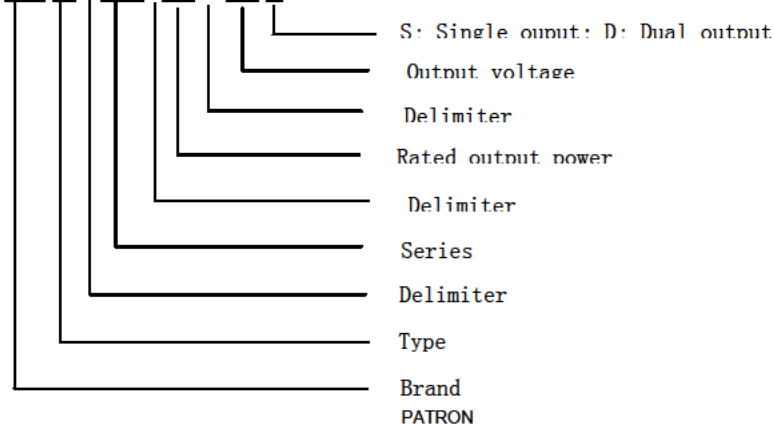 S: Single ouput; D: Dual output
Output voltage
Delimiter
Rated output power
Delimiter
Series
Delimiter
Type
Brand
PATRON